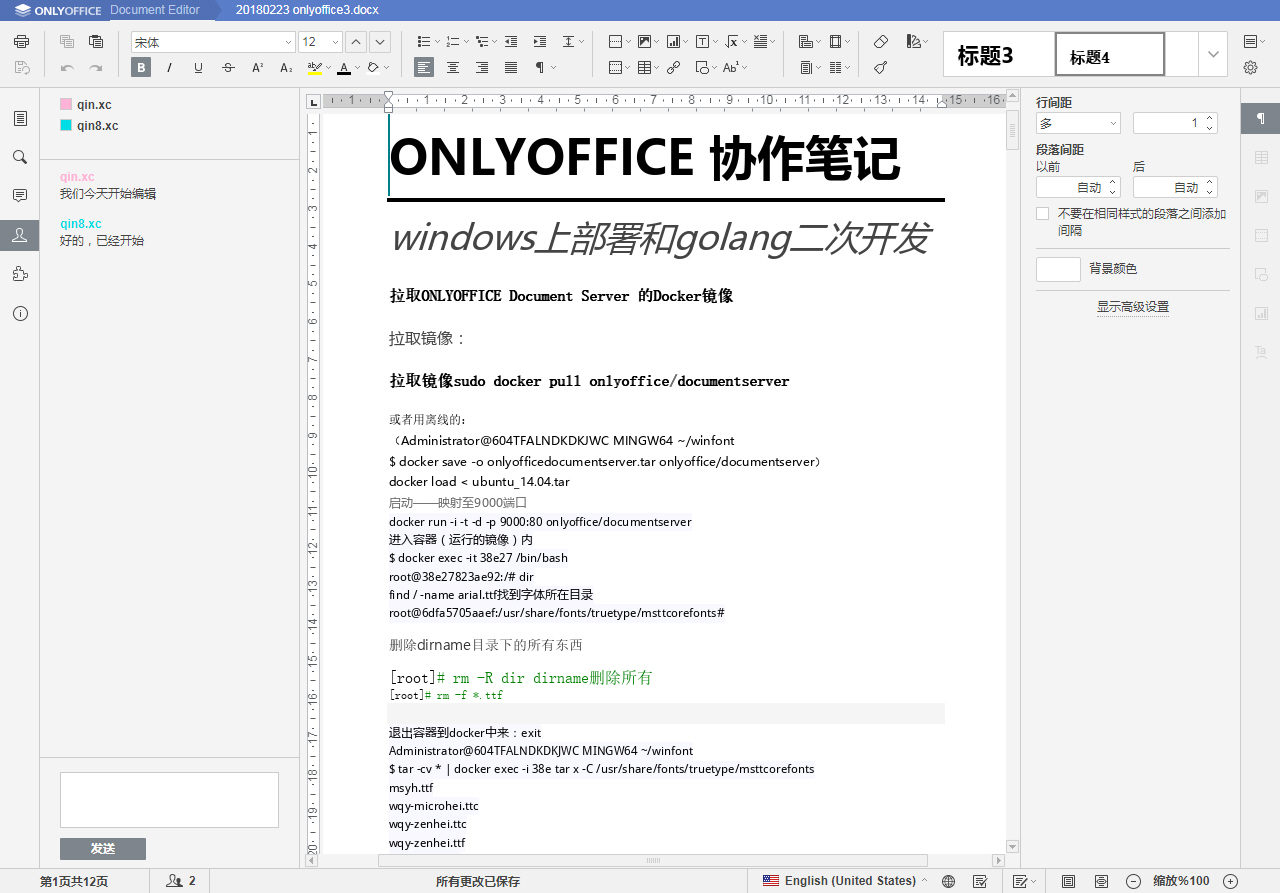 ONLYOFFICE Document Editor 20180223 onlyoffice3.docx
宋体 12 标题3 标题4
B I U S A² A₂
qin.xc
qin8.xc
qin.xc
我们今天开始编辑
qin8.xc
好的，已经开始
发送
ONLYOFFICE 协作笔记
windows上部署和golang二次开发
拉取ONLYOFFICE Document Server 的Docker镜像
拉取镜像：
拉取镜像sudo docker pull onlyoffice/documentserver
或者用离线的：
（Administrator@604TFALNDKDKJWC MINGW64 ~/winfont
$ docker save -o onlyofficedocumentserver.tar onlyoffice/documentserver）
docker load < ubuntu_14.04.tar
启动——映射至9000端口
docker run -i -t -d -p 9000:80 onlyoffice/documentserver
进入容器（运行的镜像）内
$ docker exec -it 38e27 /bin/bash
root@38e27823ae92:/# dir
find / -name arial.ttf找到字体所在目录
root@6dfa5705aaef:/usr/share/fonts/truetype/msttcorefonts#
删除dirname目录下的所有东西
[root]# rm -R dir dirname删除所有
[root]# rm -f *.ttf
退出容器到docker中来：exit
Administrator@604TFALNDKDKJWC MINGW64 ~/winfont
$ tar -cv * | docker exec -i 38e tar x -C /usr/share/fonts/truetype/msttcorefonts
msyh.ttf
wqy-microhei.ttc
wqy-zenhei.ttc
wqy-zenhei.ttf
行间距
多 1
段落间距
以前 后
自动 自动
不要在相同样式的段落之间添加
间隔
背景颜色
显示高级设置
第1页共12页 2 所有更改已保存 English (United States) 缩放%100